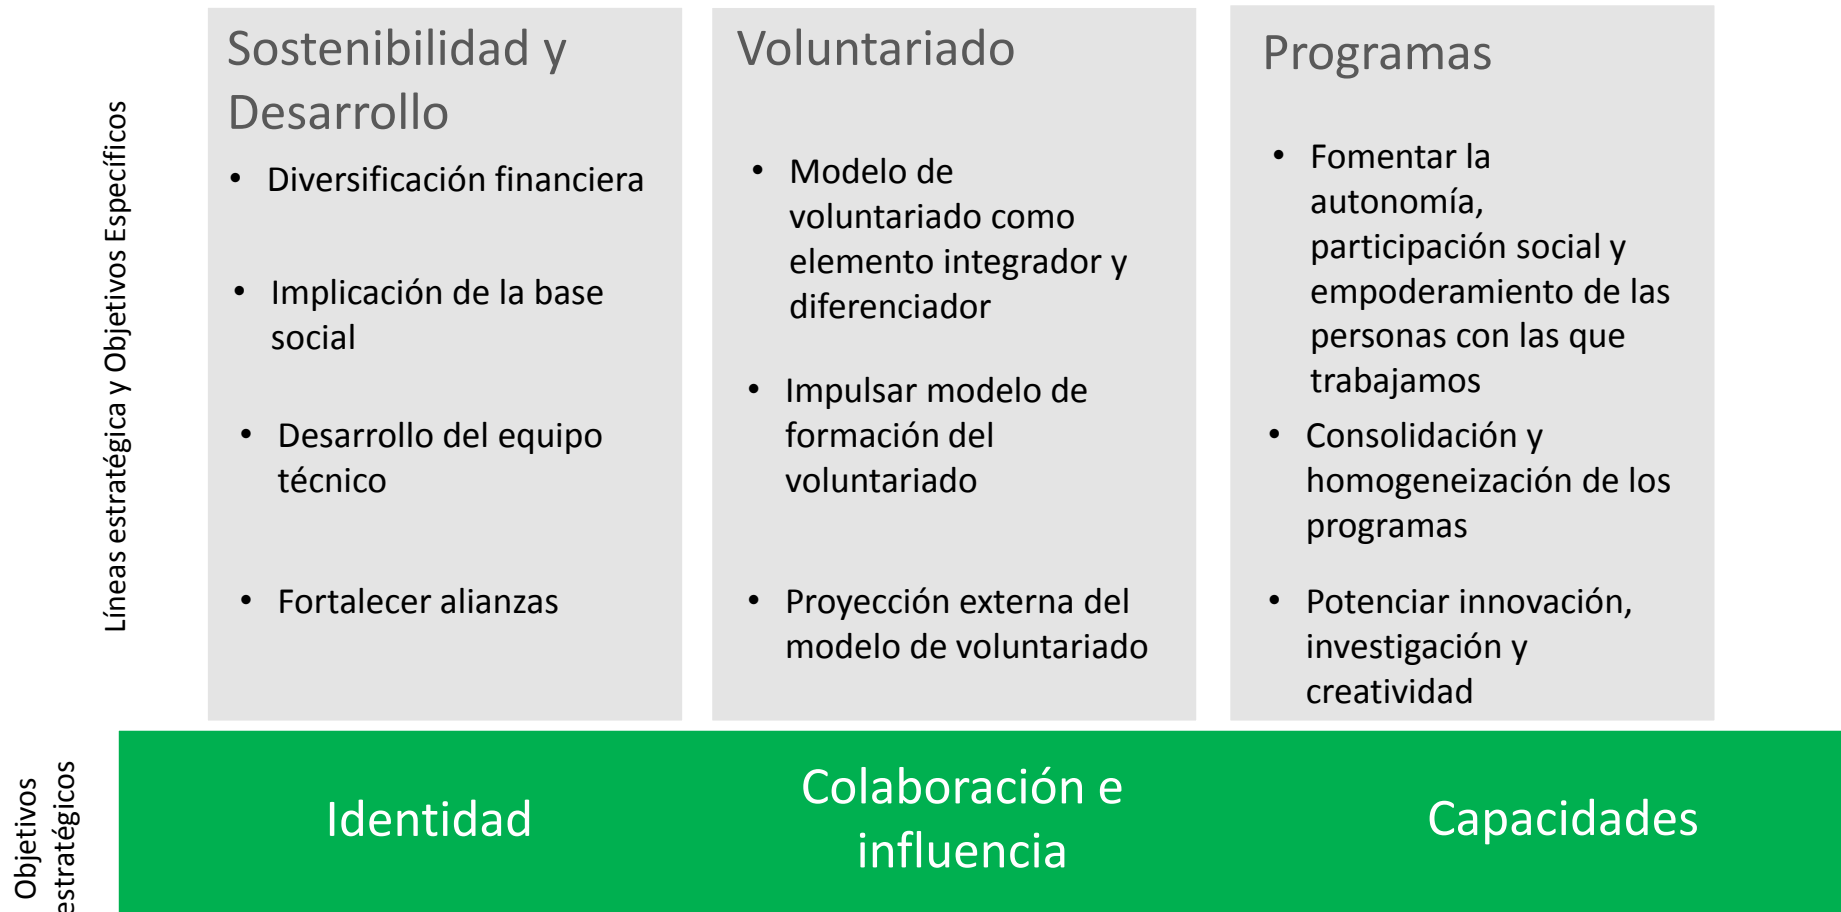 Líneas estratégica y Objetivos Específicos
Sostenibilidad y
Desarrollo
• Diversificación financiera
• Implicación de la base
social
• Desarrollo del equipo
técnico
• Fortalecer alianzas
Voluntariado
• Modelo de
voluntariado como
elemento integrador y
diferenciador
• Impulsar modelo de
formación del
voluntariado
• Proyección externa del
modelo de voluntariado
Programas
• Fomentar la
autonomía,
participación social y
empoderamiento de las
personas con las que
trabajamos
• Consolidación y
homogeneización de los
programas
• Potenciar innovación,
investigación y
creatividad
Objetivos
estratégicos
Identidad
Colaboración e
influencia
Capacidades